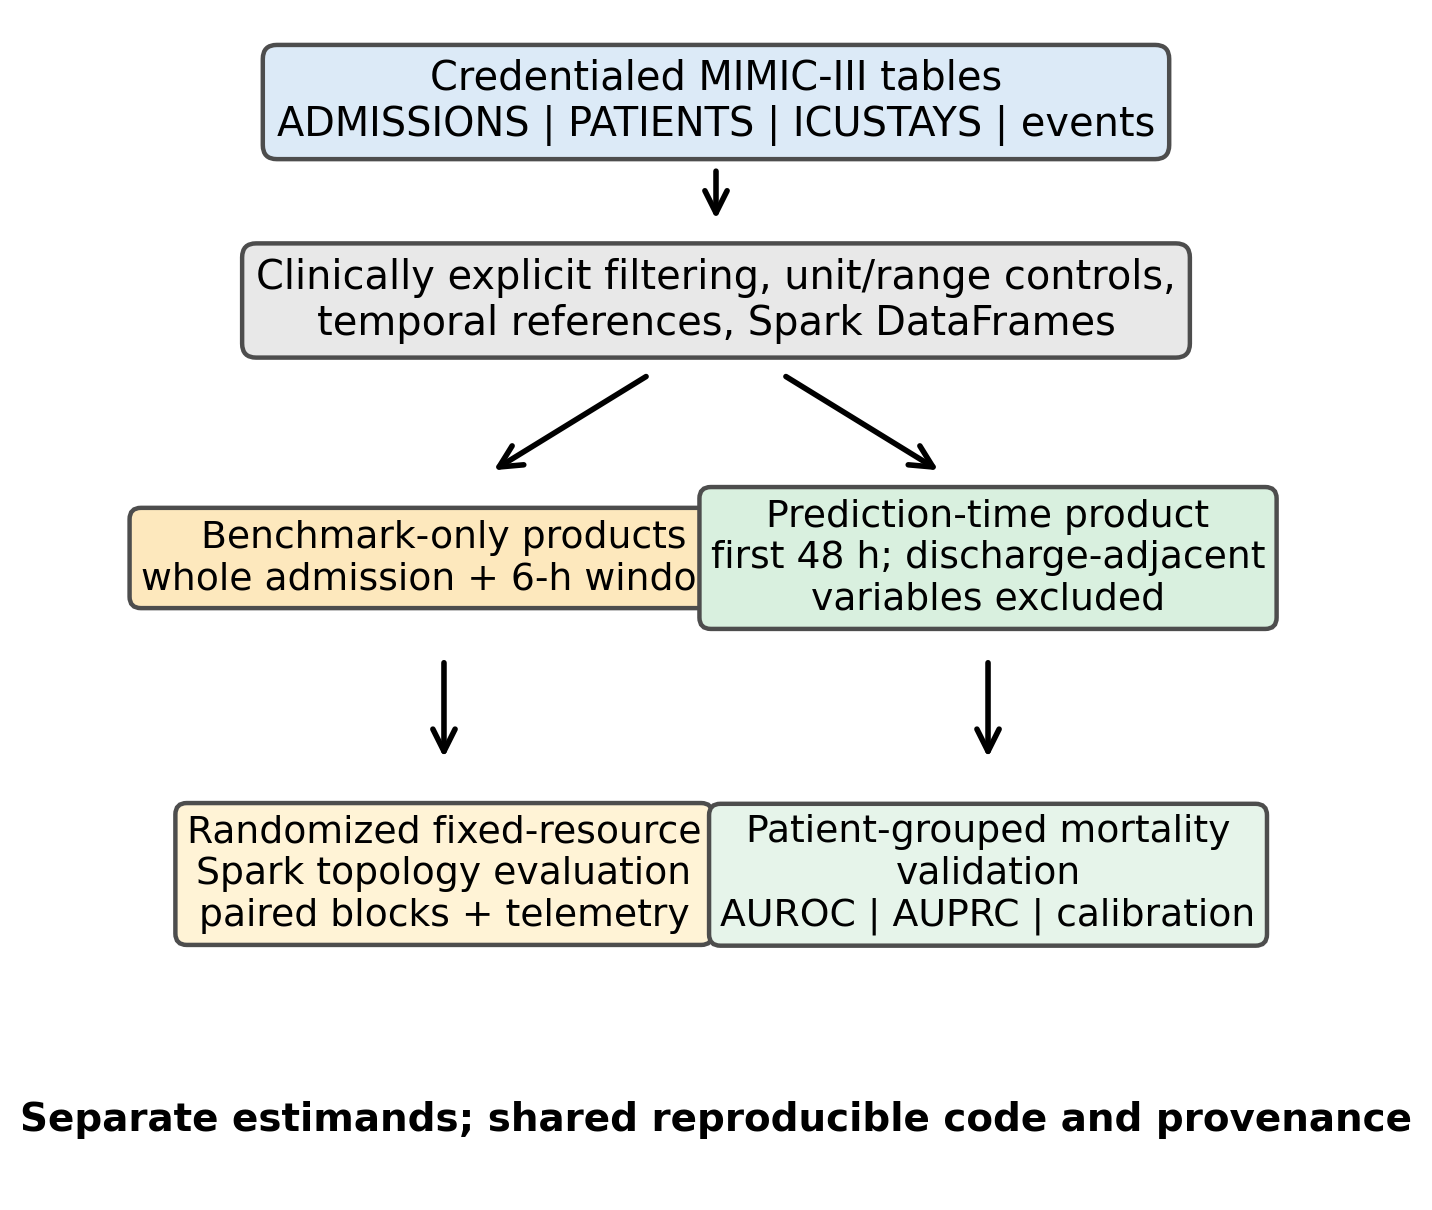 Credentialed MIMIC-III tables
ADMISSIONS | PATIENTS | ICUSTAYS | events
Clinically explicit filtering, unit/range controls,
temporal references, Spark DataFrames
Benchmark-only products
whole admission + 6-h windo
Prediction-time product
first 48 h; discharge-adjacent
variables excluded
Randomized fixed-resource
Spark topology evaluation
paired blocks + telemetry
Patient-grouped mortality
validation
AUROC | AUPRC | calibration
Separate estimands; shared reproducible code and provenance